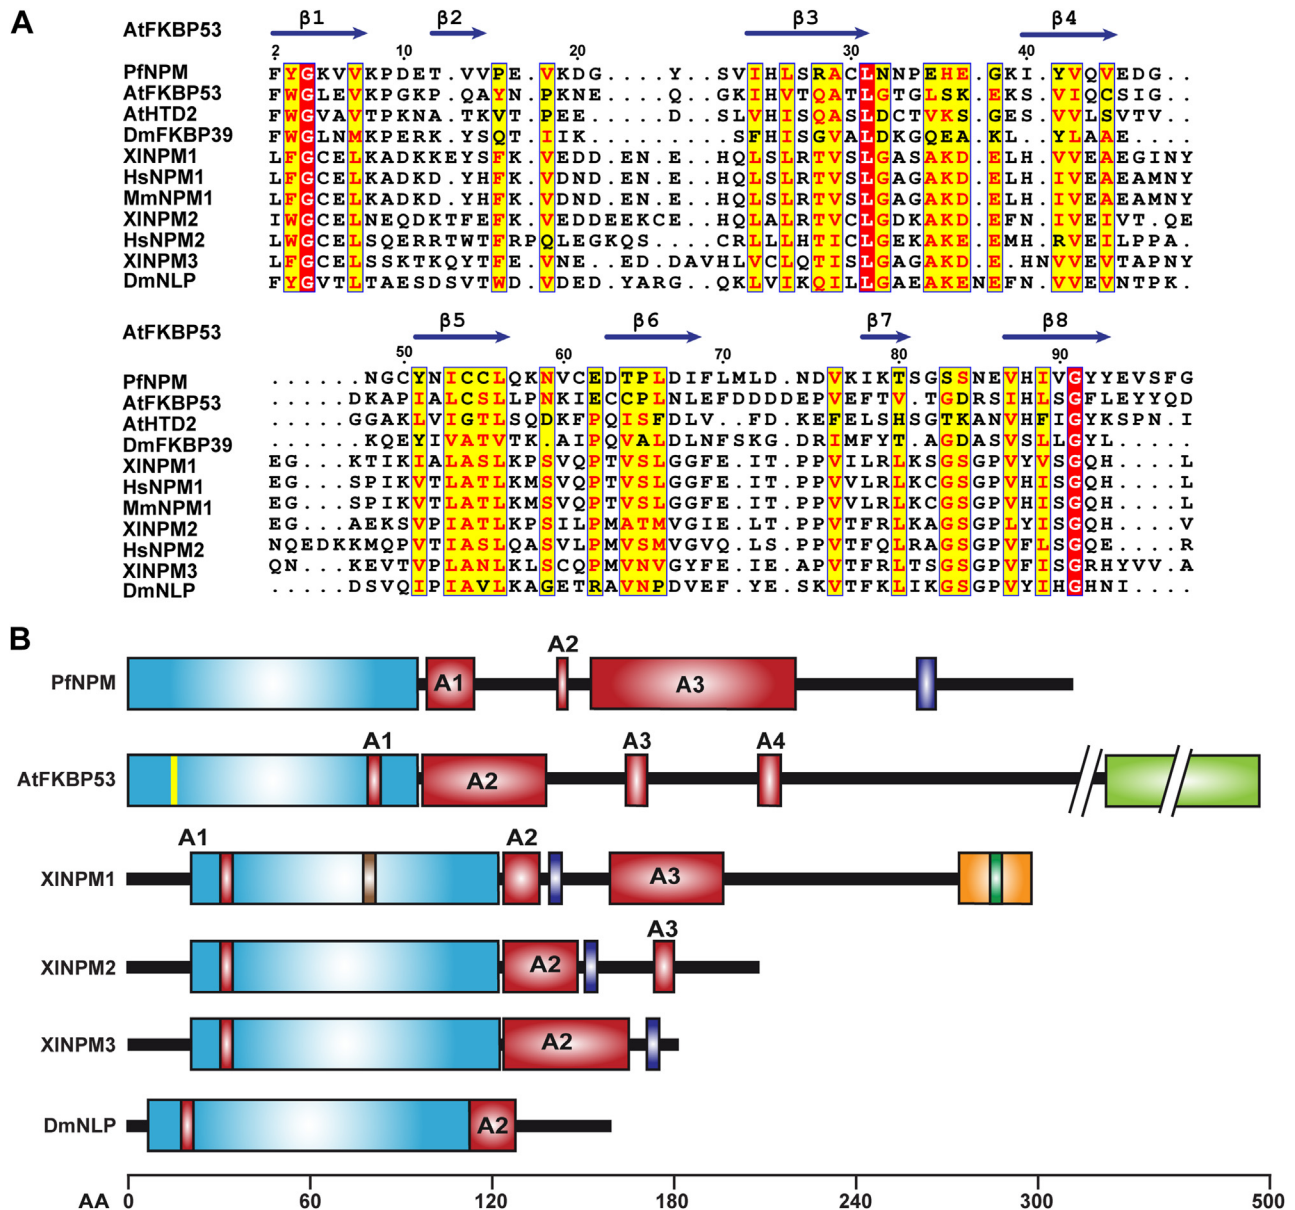 A
AtFKBP53 β1 β2 β3 β4
2 10 20 30 40
PfNPM FYGKVVKPDET.VVPE.VKDG....Y..SVIHLSRACLNNPEHE.GKI.YVQVEDG..
AtFKBP53 FWGLEVKPGKP.QAYN.PKNE....Q..GKIHVTQATLGTGLSK.EKS.VIQCSIG..
AtHTD2 FWGVAVTPKNA.TKVT.PEE.....D..SLVHISQASLDCTVKS.GES.VVLSVTV..
DmFKBP39 FWGLNMKPERK.YSQT.IIK.........SFHISGVALDKGQEA.KL.YLAAE....
XlNPM1 LFGCELKADKKEYSFK.VEDD.EN.E..HQLSLRTVSLGASAKD.ELH.VVEAEGINY
HsNPM1 LFGCELKADKD.YHFK.VDND.EN.E..HQLSLRTVSLGAGAKD.ELH.IVEAEAMNY
MmNPM1 LFGCELKADKD.YHFK.VDND.EN.E..HQLSLRTVSLGAGAKD.ELH.IVEAEAMNY
XlNPM2 IWGCELNEQDKTFEFK.VEDDEEKCE..HQLALRTVCLGDKAKD.EFN.IVEIVT.QE
HsNPM2 LWGCELSQERRTWTFRPQLEGKQS....CRLLLHTICLGEKAKE.EMH.RVEILPPA.
XlNPM3 LFGCELSSKTKQYTFE.VNE..ED.DAVHLVCLQTISLGAGAKD.EHNVVEVTAPNY
DmNLP FYGVTLTAESDSVTWD.VDED.YARG..QKLVIKQILLGAEAKENEFN.VVEVNTPK.
AtFKBP53 β5 β6 β7 β8
50 60 70 80 90
PfNPM ......NGCYNICCLQKNVCEDTPLDIFLMLD.NDVKIKTSGSSNEVHIVGYYEVSFG
AtFKBP53 .....DKAPIALCSLLPNKIECCPLNLEFDDDDEPVEFTV.TGDRSIHLSGFLEYYQD
AtHTD2 .....GGAKLVIGTLSQDKFPQISFDLV..FD.KEFELSHSGTKANVHFIGYKSPN.I
DmFKBP39 ......KQEYIVATVTK.AIPQVALDLNFSKG.DRIMFYT.AGDASVSLLGYL.....
XlNPM1 EG...KTIKIALASLKPSVQPTVSLGGFE.IT.PPVILRLKSGSGPVYVSGQH....L
HsNPM1 EG...SPIKVTLATLKMSVQPTVSLGGFE.IT.PPVVLRLKCGSGPVHISGQH....L
MmNPM1 EG...SPIKVTLATLKMSVQPTVSLGGFE.IT.PPVVLRLKCGSGPVHISGQH....L
XlNPM2 EG...AEKSVPIATLKPSILPMATMVGIE.LT.PPVTFRLKAGSGPLYISGQH....V
HsNPM2 NQEDKKMQPVTIASLQASVLPMVSMVGVQ.LS.PPVTFQLRAGSGPVFLSGQE....R
XlNPM3 QN...KEVTVPLANLKLSCQPMVNVGYFE.IE.APVTFRLTSGSGPVFISGRHYVV.A
DmNLP .....DSVQIPIAVLKAGETRAVNPDVEF.YE.SKVTFKLIKGSGPVYIHGHNI....
B
PfNPM A1 A2 A3
AtFKBP53 A1 A2 A3 A4
XlNPM1 A1 A2 A3
XlNPM2 A2 A3
XlNPM3 A2
DmNLP A2
AA 0 60 120 180 240 300 500